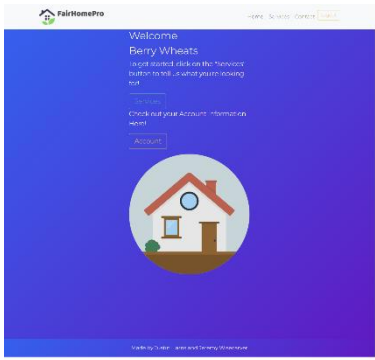 FairHomePro
Home Services Contact
Welcome
Berry Wheats
To get started, click on the "Services"
button to tell us what you're looking
for!
Services
Check out your Account Information
Here!
Account
Made by and Jeremy